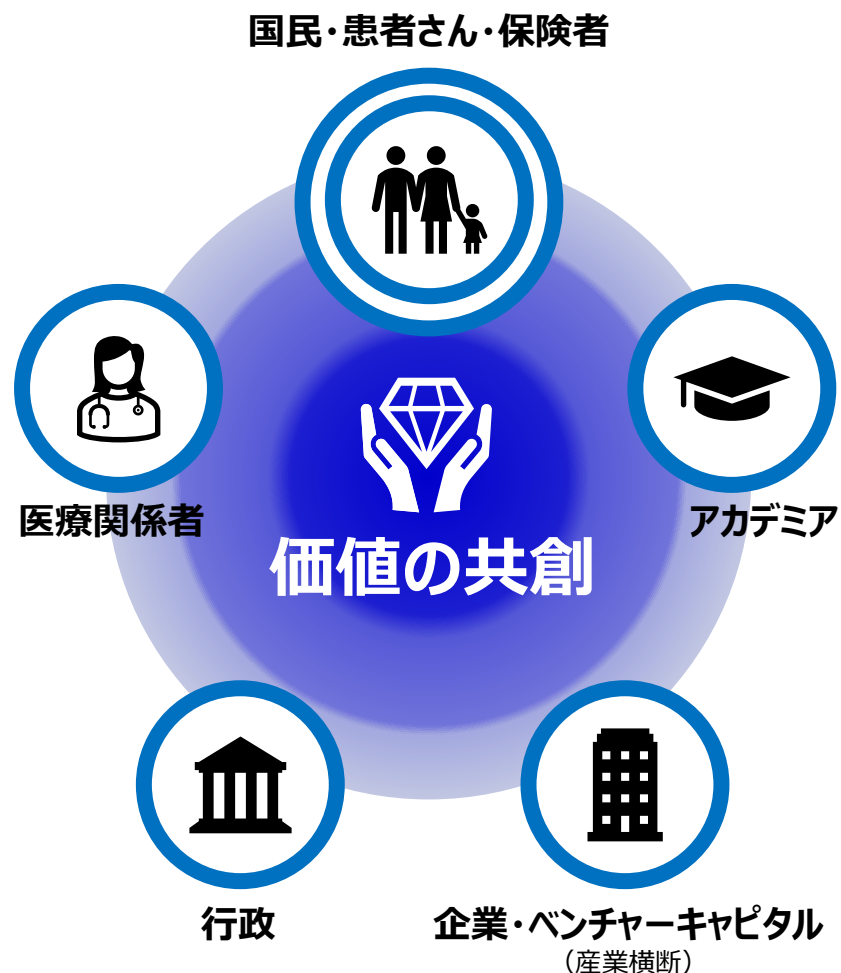 国民・患者さん・保険者
医療関係者
アカデミア
価値の共創
行政
企業・ベンチャーキャピタル
（産業横断）